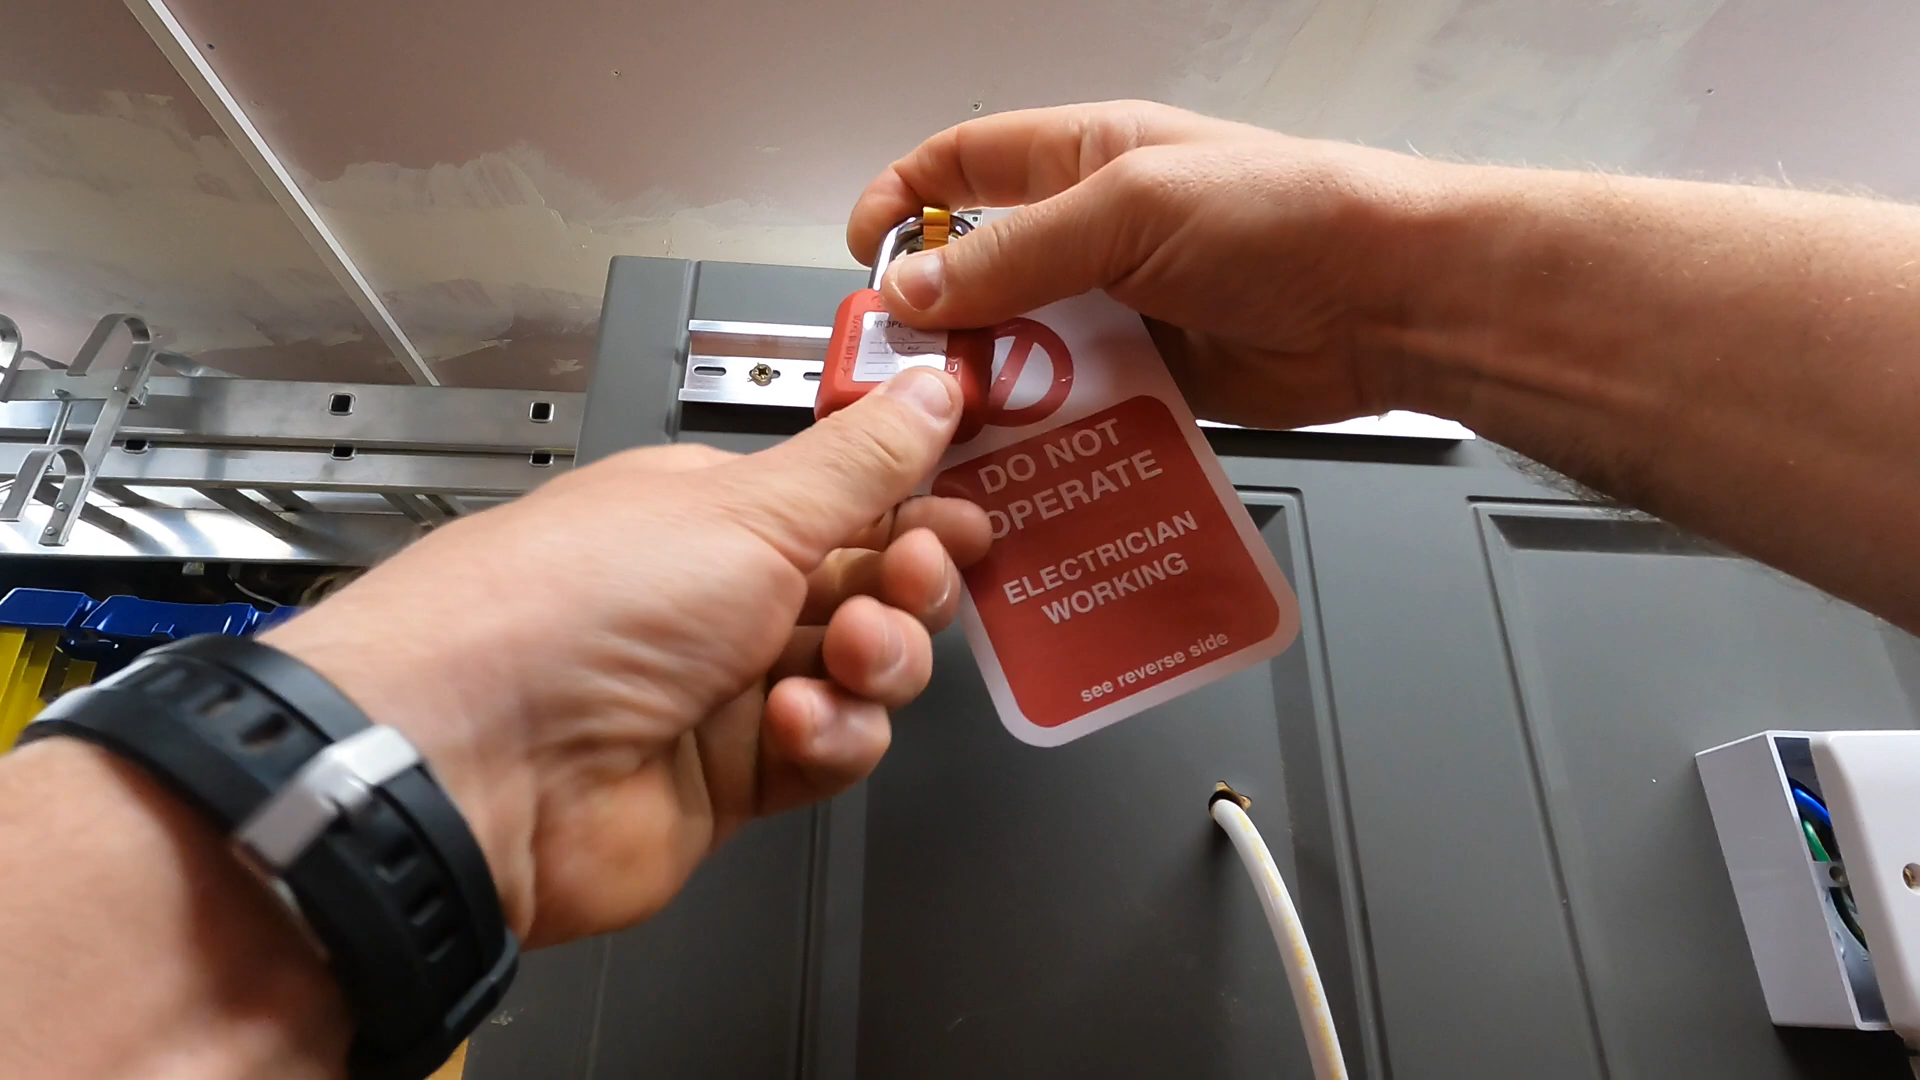 DO NOT
OPERATE
ELECTRICIAN
WORKING
see reverse side